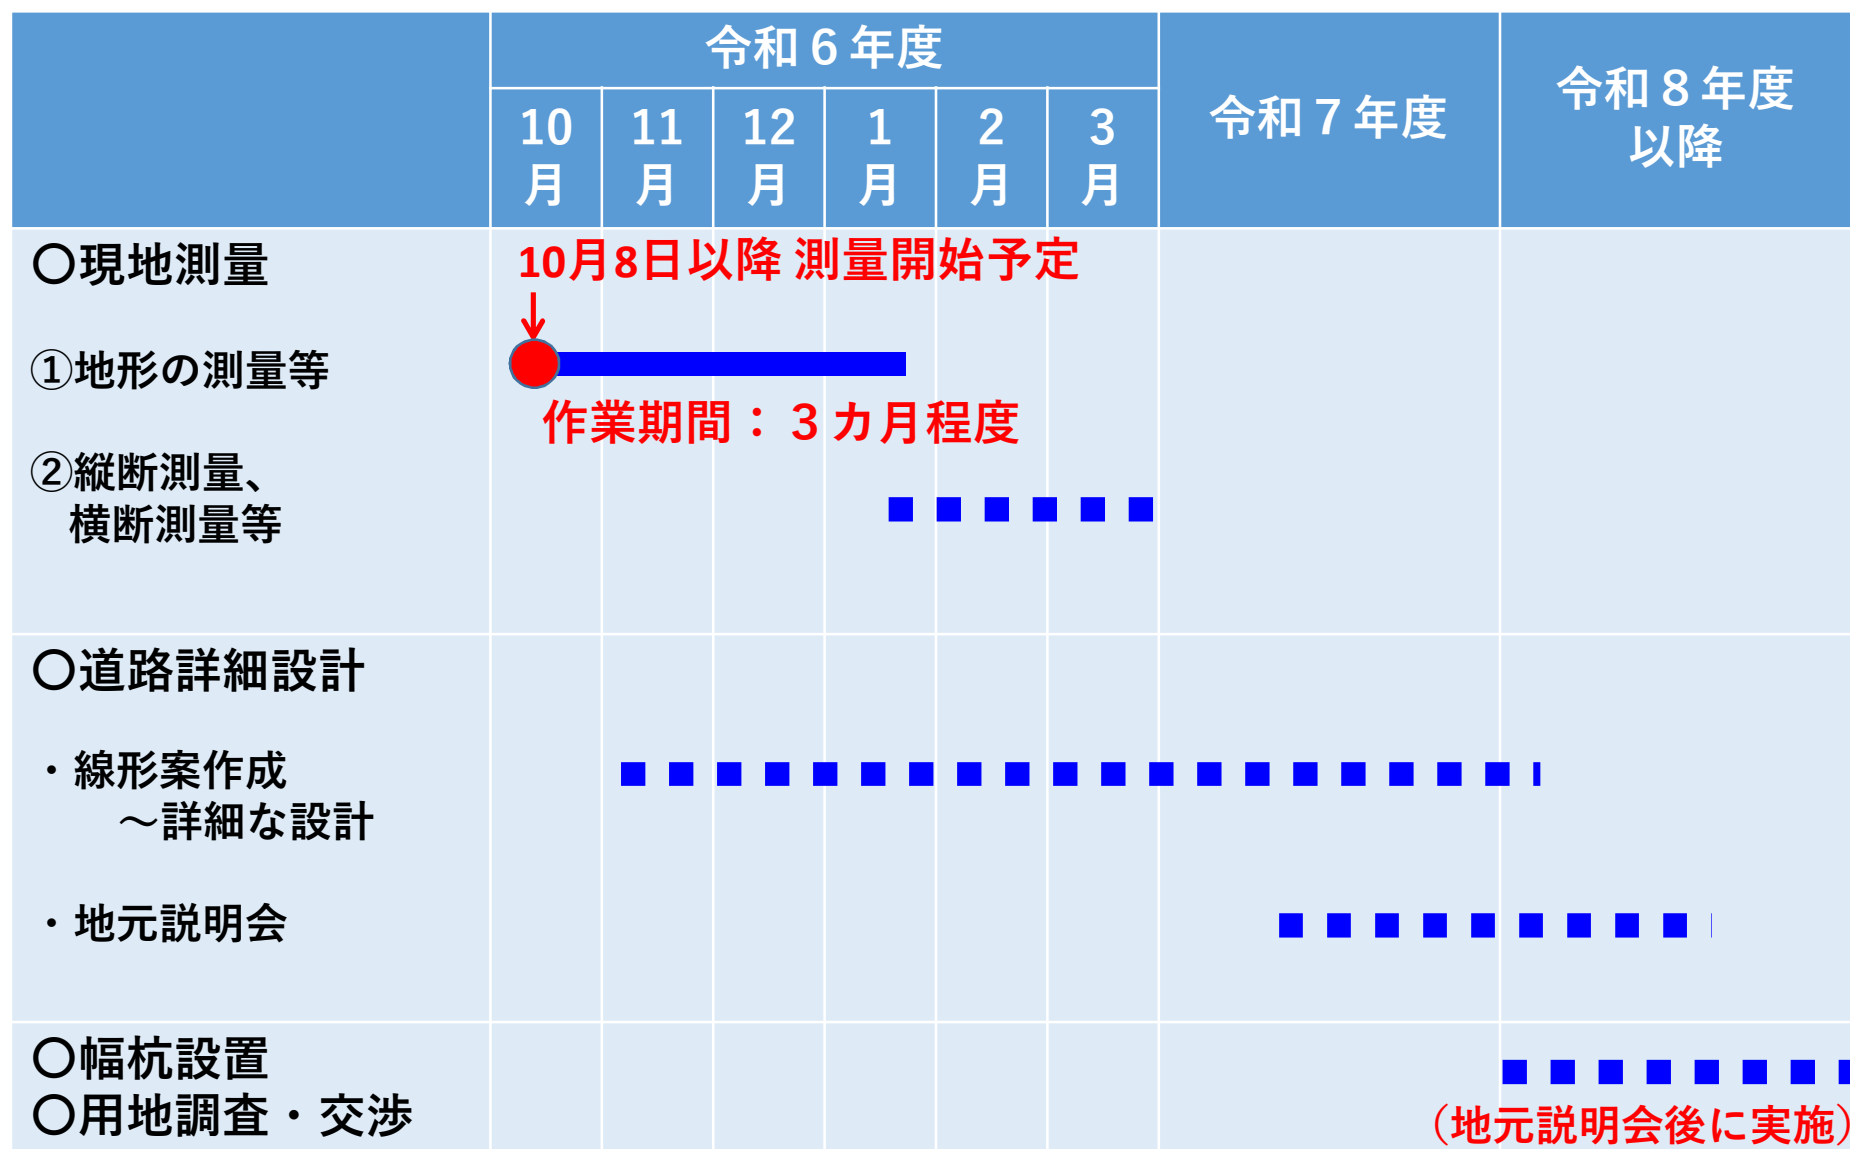 令和６年度
令和７年度
令和８年度
以降
10
月
11
月
12
月
1
月
2
月
3
月
〇現地測量
10月8日以降 測量開始予定
①地形の測量等
作業期間：３カ月程度
②縦断測量、
横断測量等
〇道路詳細設計
・線形案作成
～詳細な設計
・地元説明会
〇幅杭設置
〇用地調査・交渉
（地元説明会後に実施）